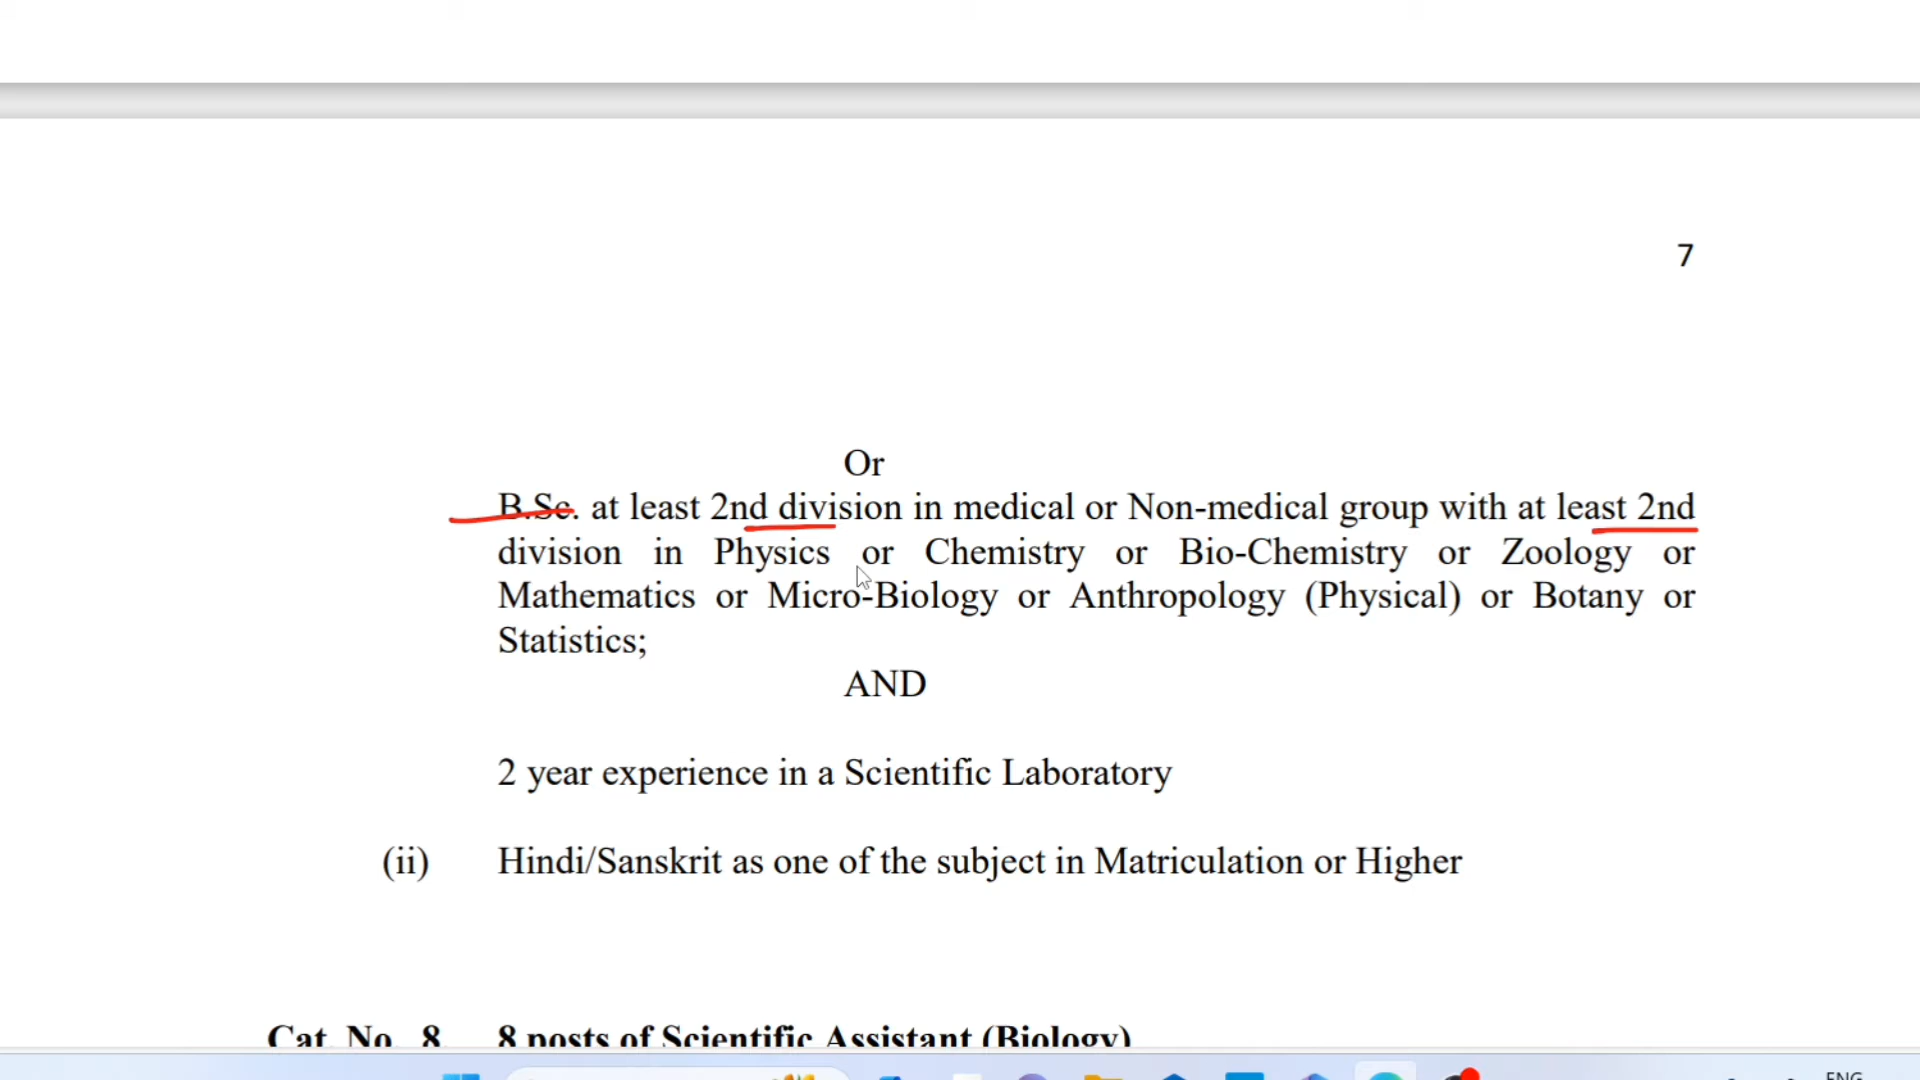 7
Or
B.Sc. at least 2nd division in medical or Non-medical group with at least 2nd
division in Physics or Chemistry or Bio-Chemistry or Zoology or
Mathematics or Micro-Biology or Anthropology (Physical) or Botany or
Statistics;
AND
2 year experience in a Scientific Laboratory
(ii) Hindi/Sanskrit as one of the subject in Matriculation or Higher
Cat. No. 8 8 posts of Scientific Assistant (Biology)
ENG